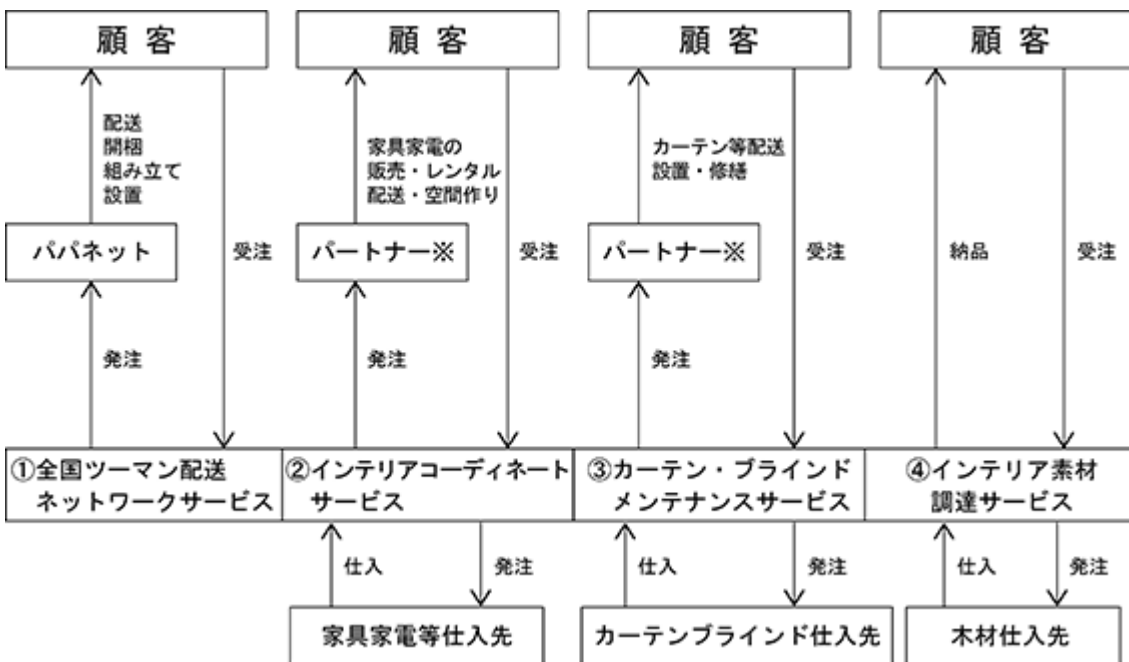 顧客
顧客
顧客
顧客
配送
開梱
組み立て
設置
家具家電の
販売・レンタル
配送・空間作り
カーテン等配送
設置・修繕
パパネット
受注
パートナー※
受注
パートナー※
受注
納品
受注
発注
発注
発注
①全国ツーマン配送
ネットワークサービス
②インテリアコーディネート
サービス
③カーテン・ブラインド
メンテナンスサービス
④インテリア素材
調達サービス
仕入
発注
仕入
発注
仕入
発注
家具家電等仕入先
カーテンブラインド仕入先
木材仕入先